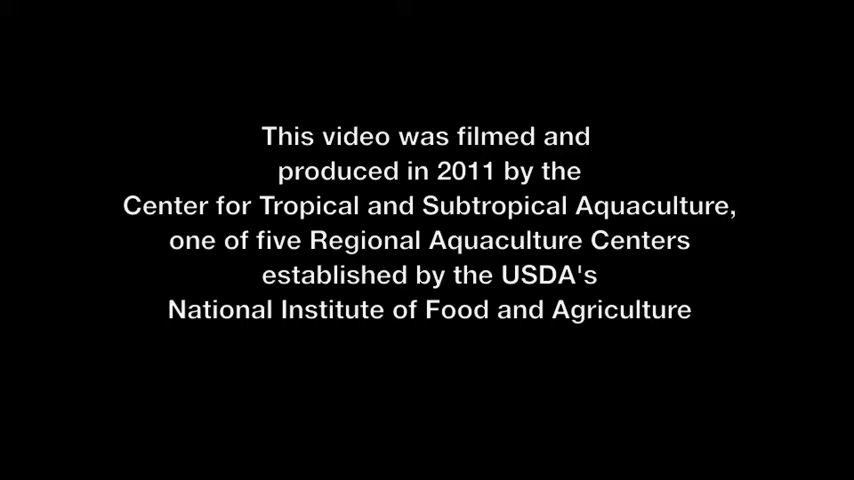 This video was filmed and
produced in 2011 by the
Center for Tropical and Subtropical Aquaculture,
one of five Regional Aquaculture Centers
established by the USDA's
National Institute of Food and Agriculture